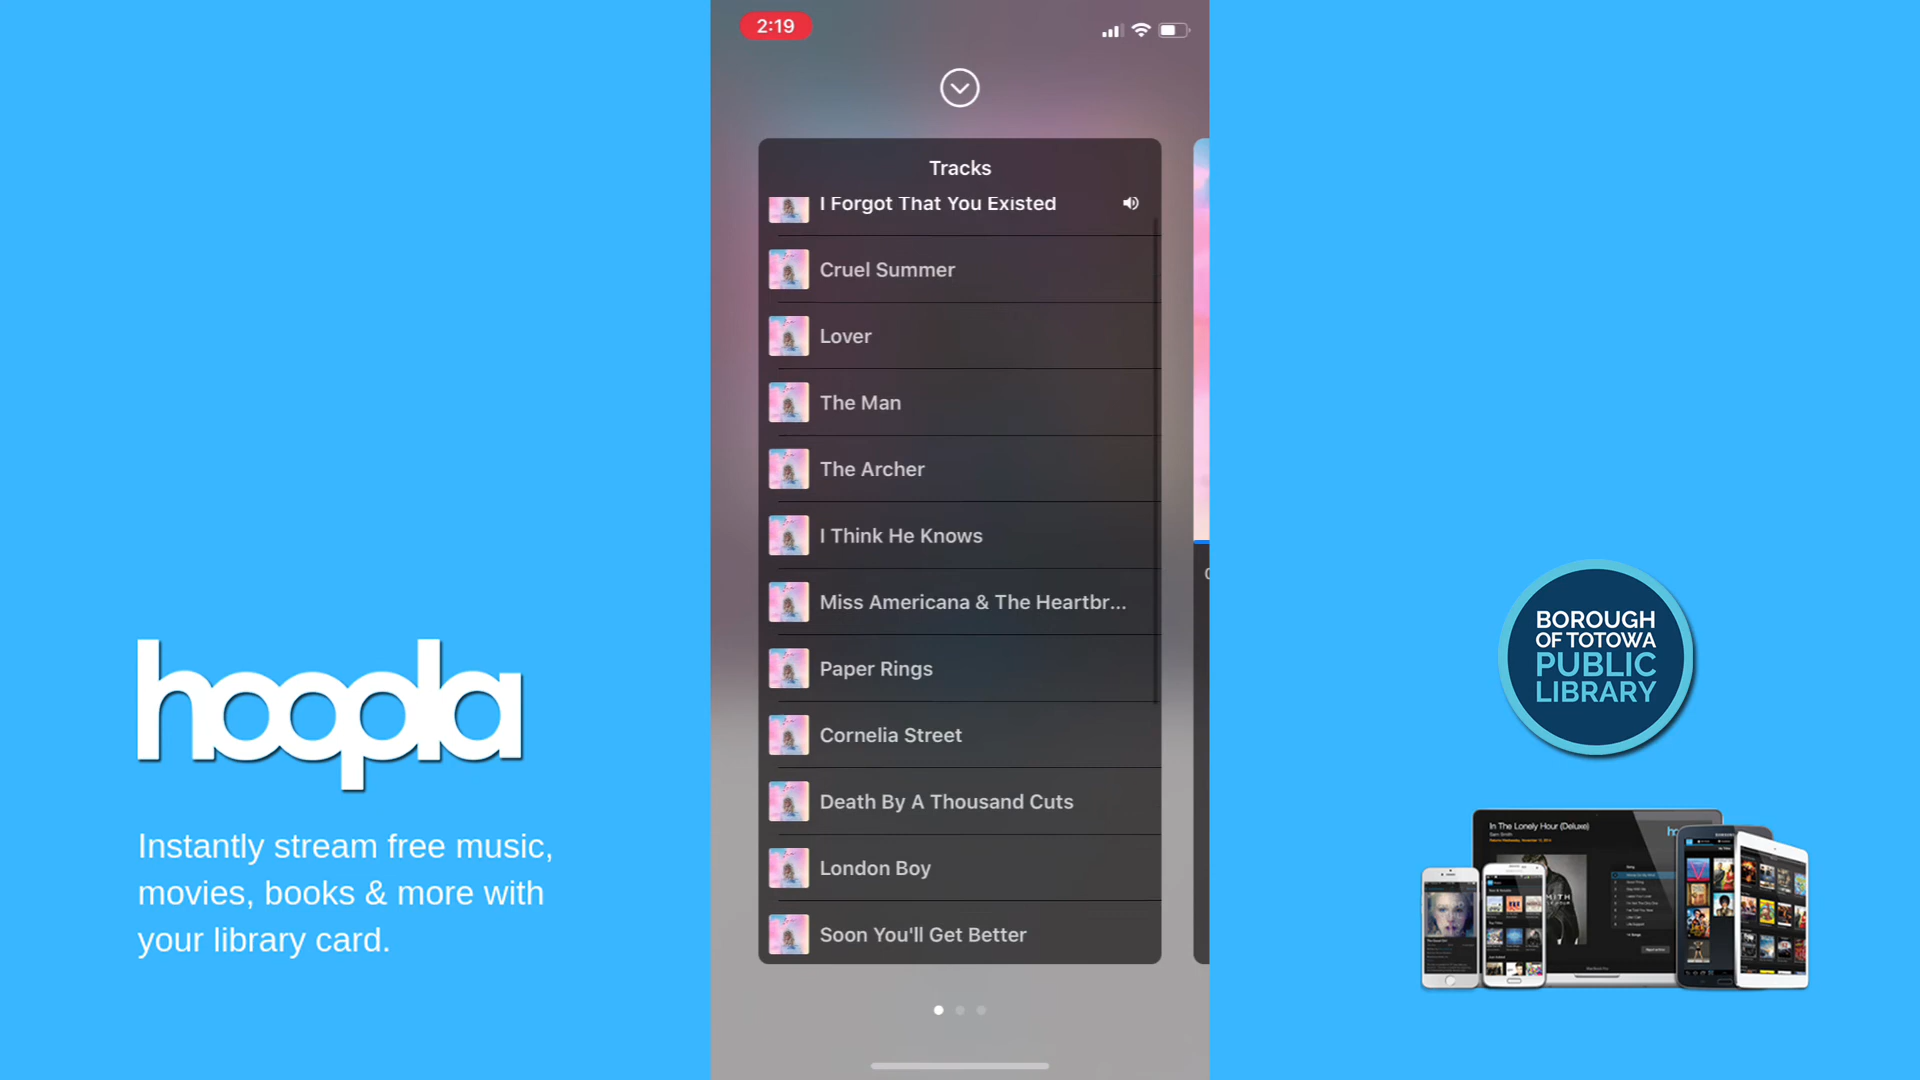 2:19
Tracks
I Forgot That You Existed
Cruel Summer
Lover
The Man
The Archer
I Think He Knows
Miss Americana & The Heartbr...
Paper Rings
Cornelia Street
Death By A Thousand Cuts
London Boy
Soon You'll Get Better
hoopla
Instantly stream free music,
movies, books & more with
your library card.
BOROUGH
OF TOTOWA
PUBLIC
LIBRARY
In The Lonely Hour (Deluxe)
Sam Smith